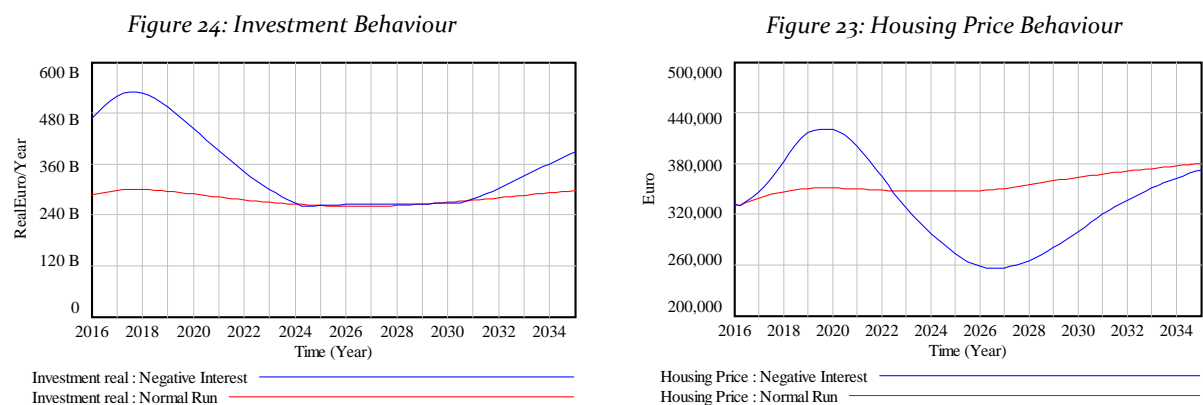 Figure 24: Investment Behaviour
600 B
480 B
360 B
240 B
120 B
0
RealEuro/Year
2016 2018 2020 2022 2024 2026 2028 2030 2032 2034
Time (Year)
Investment real : Negative Interest
Investment real : Normal Run
Figure 23: Housing Price Behaviour
500,000
440,000
380,000
320,000
260,000
200,000
Euro
2016 2018 2020 2022 2024 2026 2028 2030 2032 2034
Time (Year)
Housing Price : Negative Interest
Housing Price : Normal Run